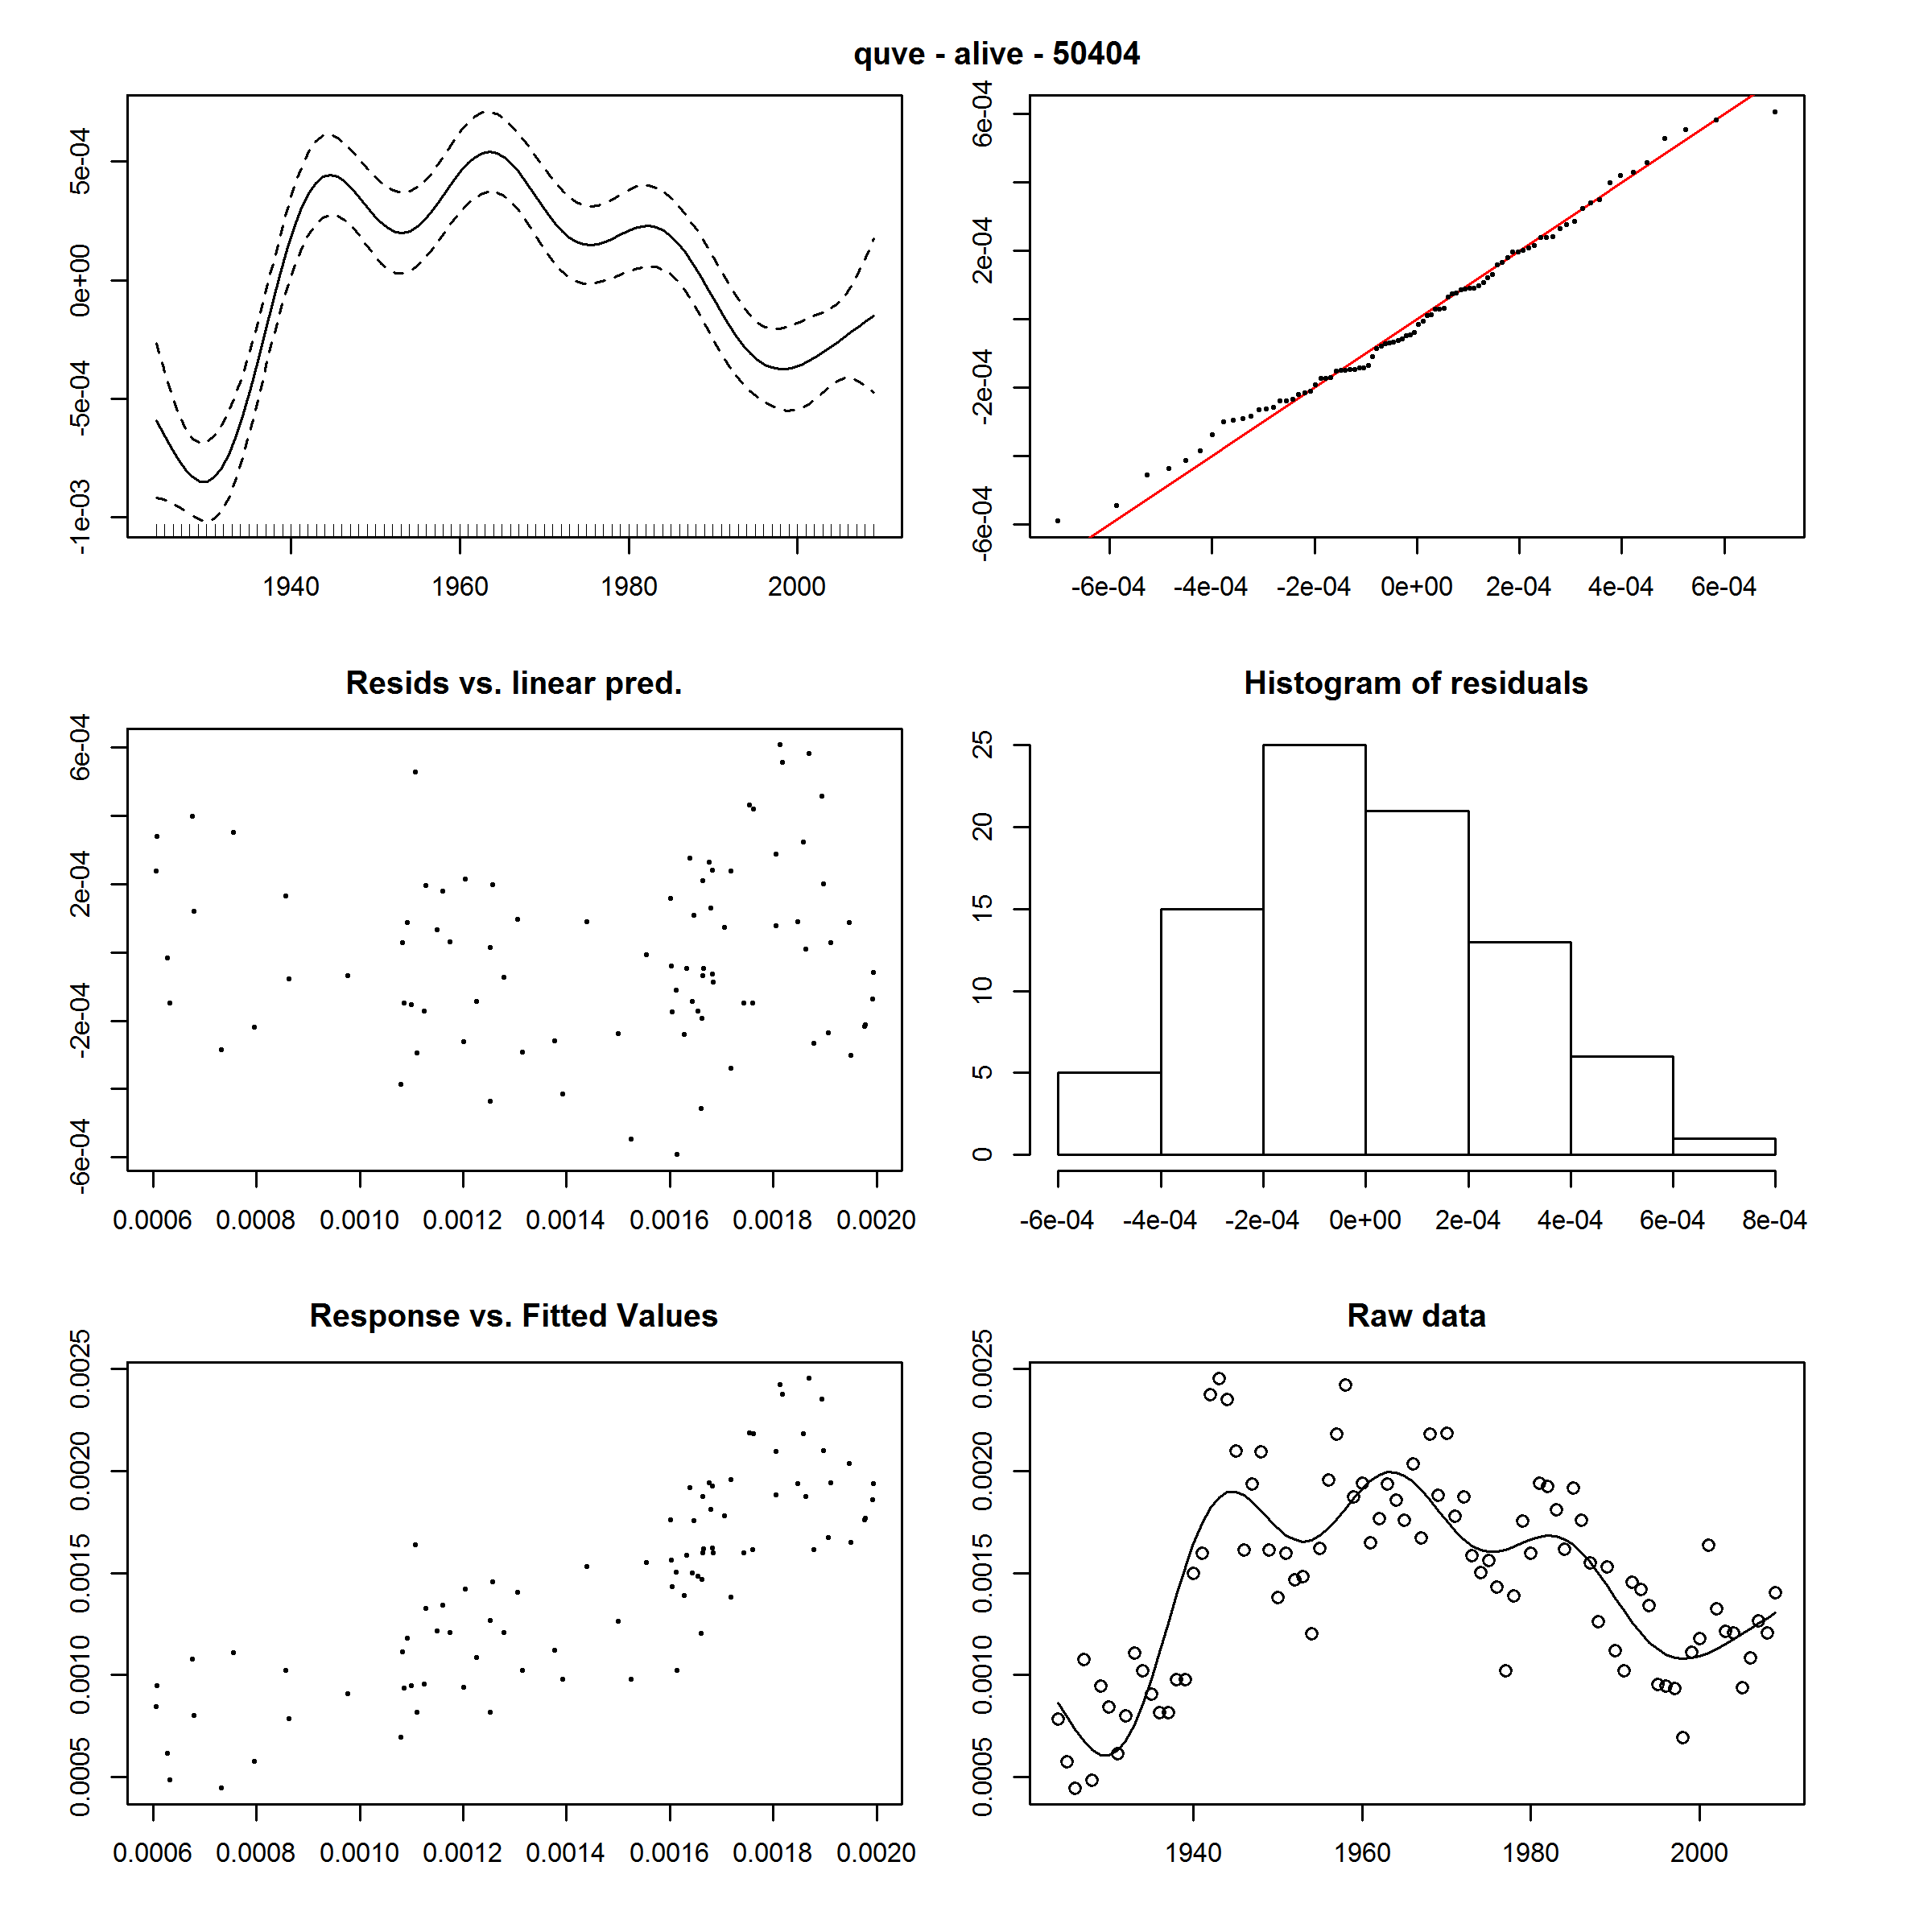 quve - alive - 50404
5e-04
0e+00
-5e-04
-1e-03
1940 1960 1980 2000
6e-04
2e-04
-2e-04
-6e-04
-6e-04 -4e-04 -2e-04 0e+00 2e-04 4e-04 6e-04
Resids vs. linear pred.
6e-04
2e-04
-2e-04
-6e-04
0.0006 0.0008 0.0010 0.0012 0.0014 0.0016 0.0018 0.0020
Histogram of residuals
25
20
15
10
5
0
-6e-04 -4e-04 -2e-04 0e+00 2e-04 4e-04 6e-04 8e-04
Response vs. Fitted Values
0.0025
0.0020
0.0015
0.0010
0.0005
0.0006 0.0008 0.0010 0.0012 0.0014 0.0016 0.0018 0.0020
Raw data
0.0025
0.0020
0.0015
0.0010
0.0005
1940 1960 1980 2000